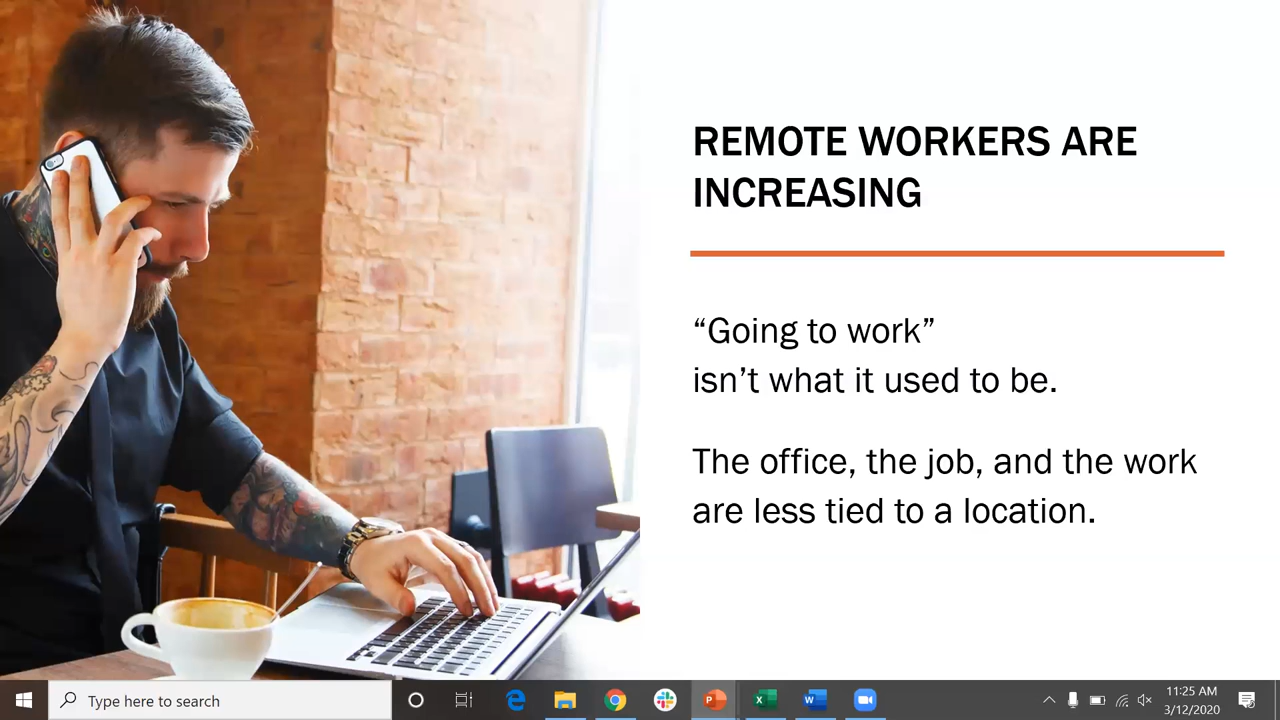 REMOTE WORKERS ARE
INCREASING
“Going to work”
isn’t what it used to be.
The office, the job, and the work
are less tied to a location.
Type here to search
11:25 AM
3/12/2020